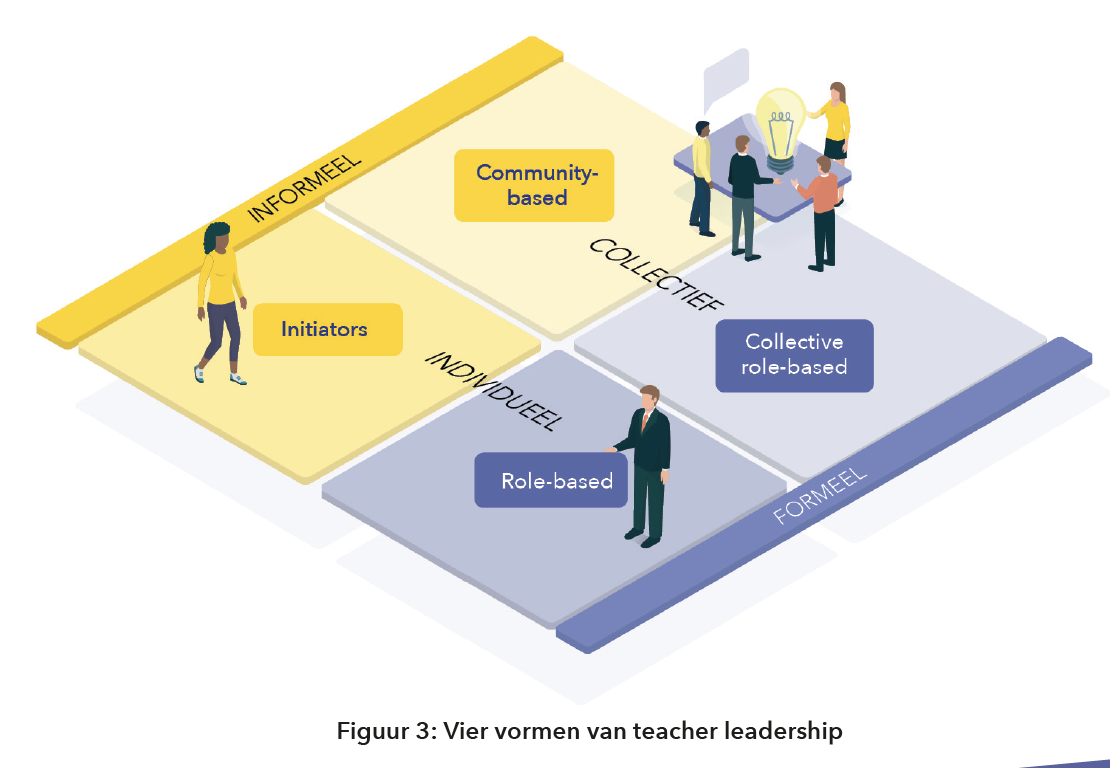 INFORMEEL
Community-
based
COLLECTIEF
Initiators
INDIVIDUEEL
Collective
role-based
Role-based
FORMEEL
Figuur 3: Vier vormen van teacher leadership